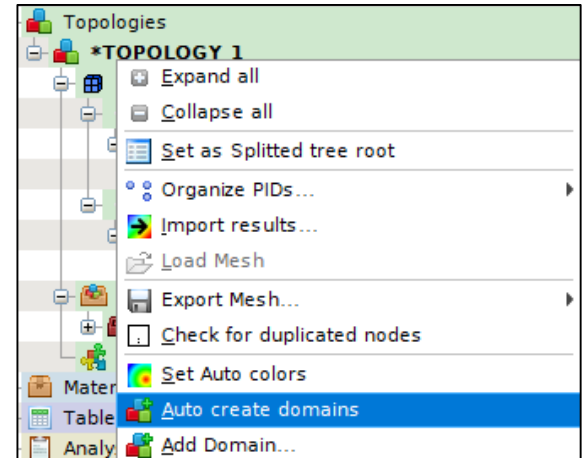 Topologies
*TOPOLOGY 1
Expand all
Collapse all
Set as Splitted tree root
Organize PIDs...
Import results...
Load Mesh
Export Mesh...
Check for duplicated nodes
Set Auto colors
Mater
Auto create domains
Table
Add Domain...
Analy